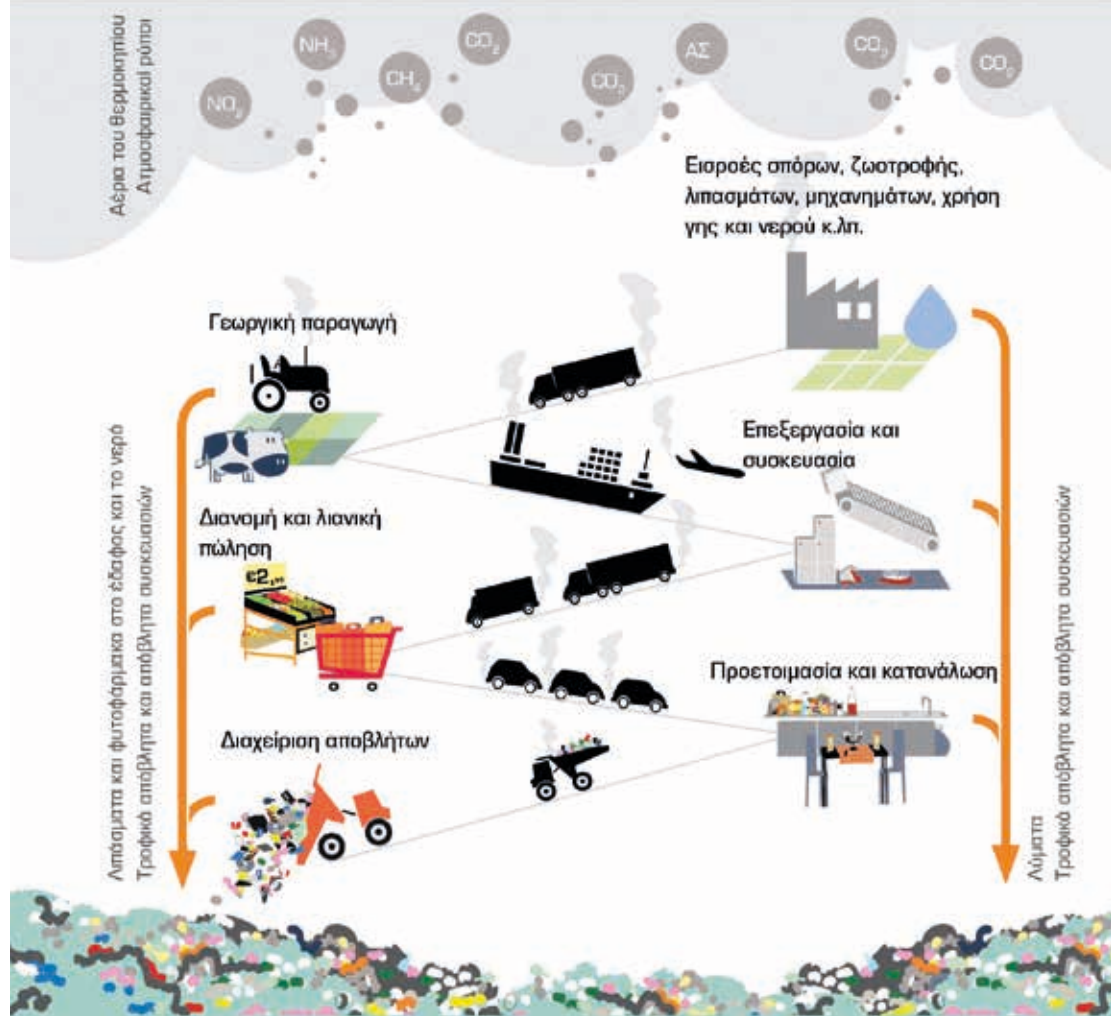 Αέρια του θερμοκηπίου
Ατμοσφαιρικοί ρύποι
NO₂
NH₃
CH₄
CO₂
CO₂
ΑΣ
CO₂
CO₂
Εισροές σπόρων, ζωοτροφής,
λιπασμάτων, μηχανημάτων, χρήση
γης και νερού κ.λπ.
Γεωργική παραγωγή
Επεξεργασία και
συσκευασία
Διανομή και λιανική
πώληση
€2
Προετοιμασία και κατανάλωση
Διαχείριση αποβλήτων
Λιπάσματα και φυτοφάρμακα στο έδαφος και το νερό
Τροφικά απόβλητα και απόβλητα συσκευασιών
Λύματα
Τροφικά απόβλητα και απόβλητα συσκευασιών